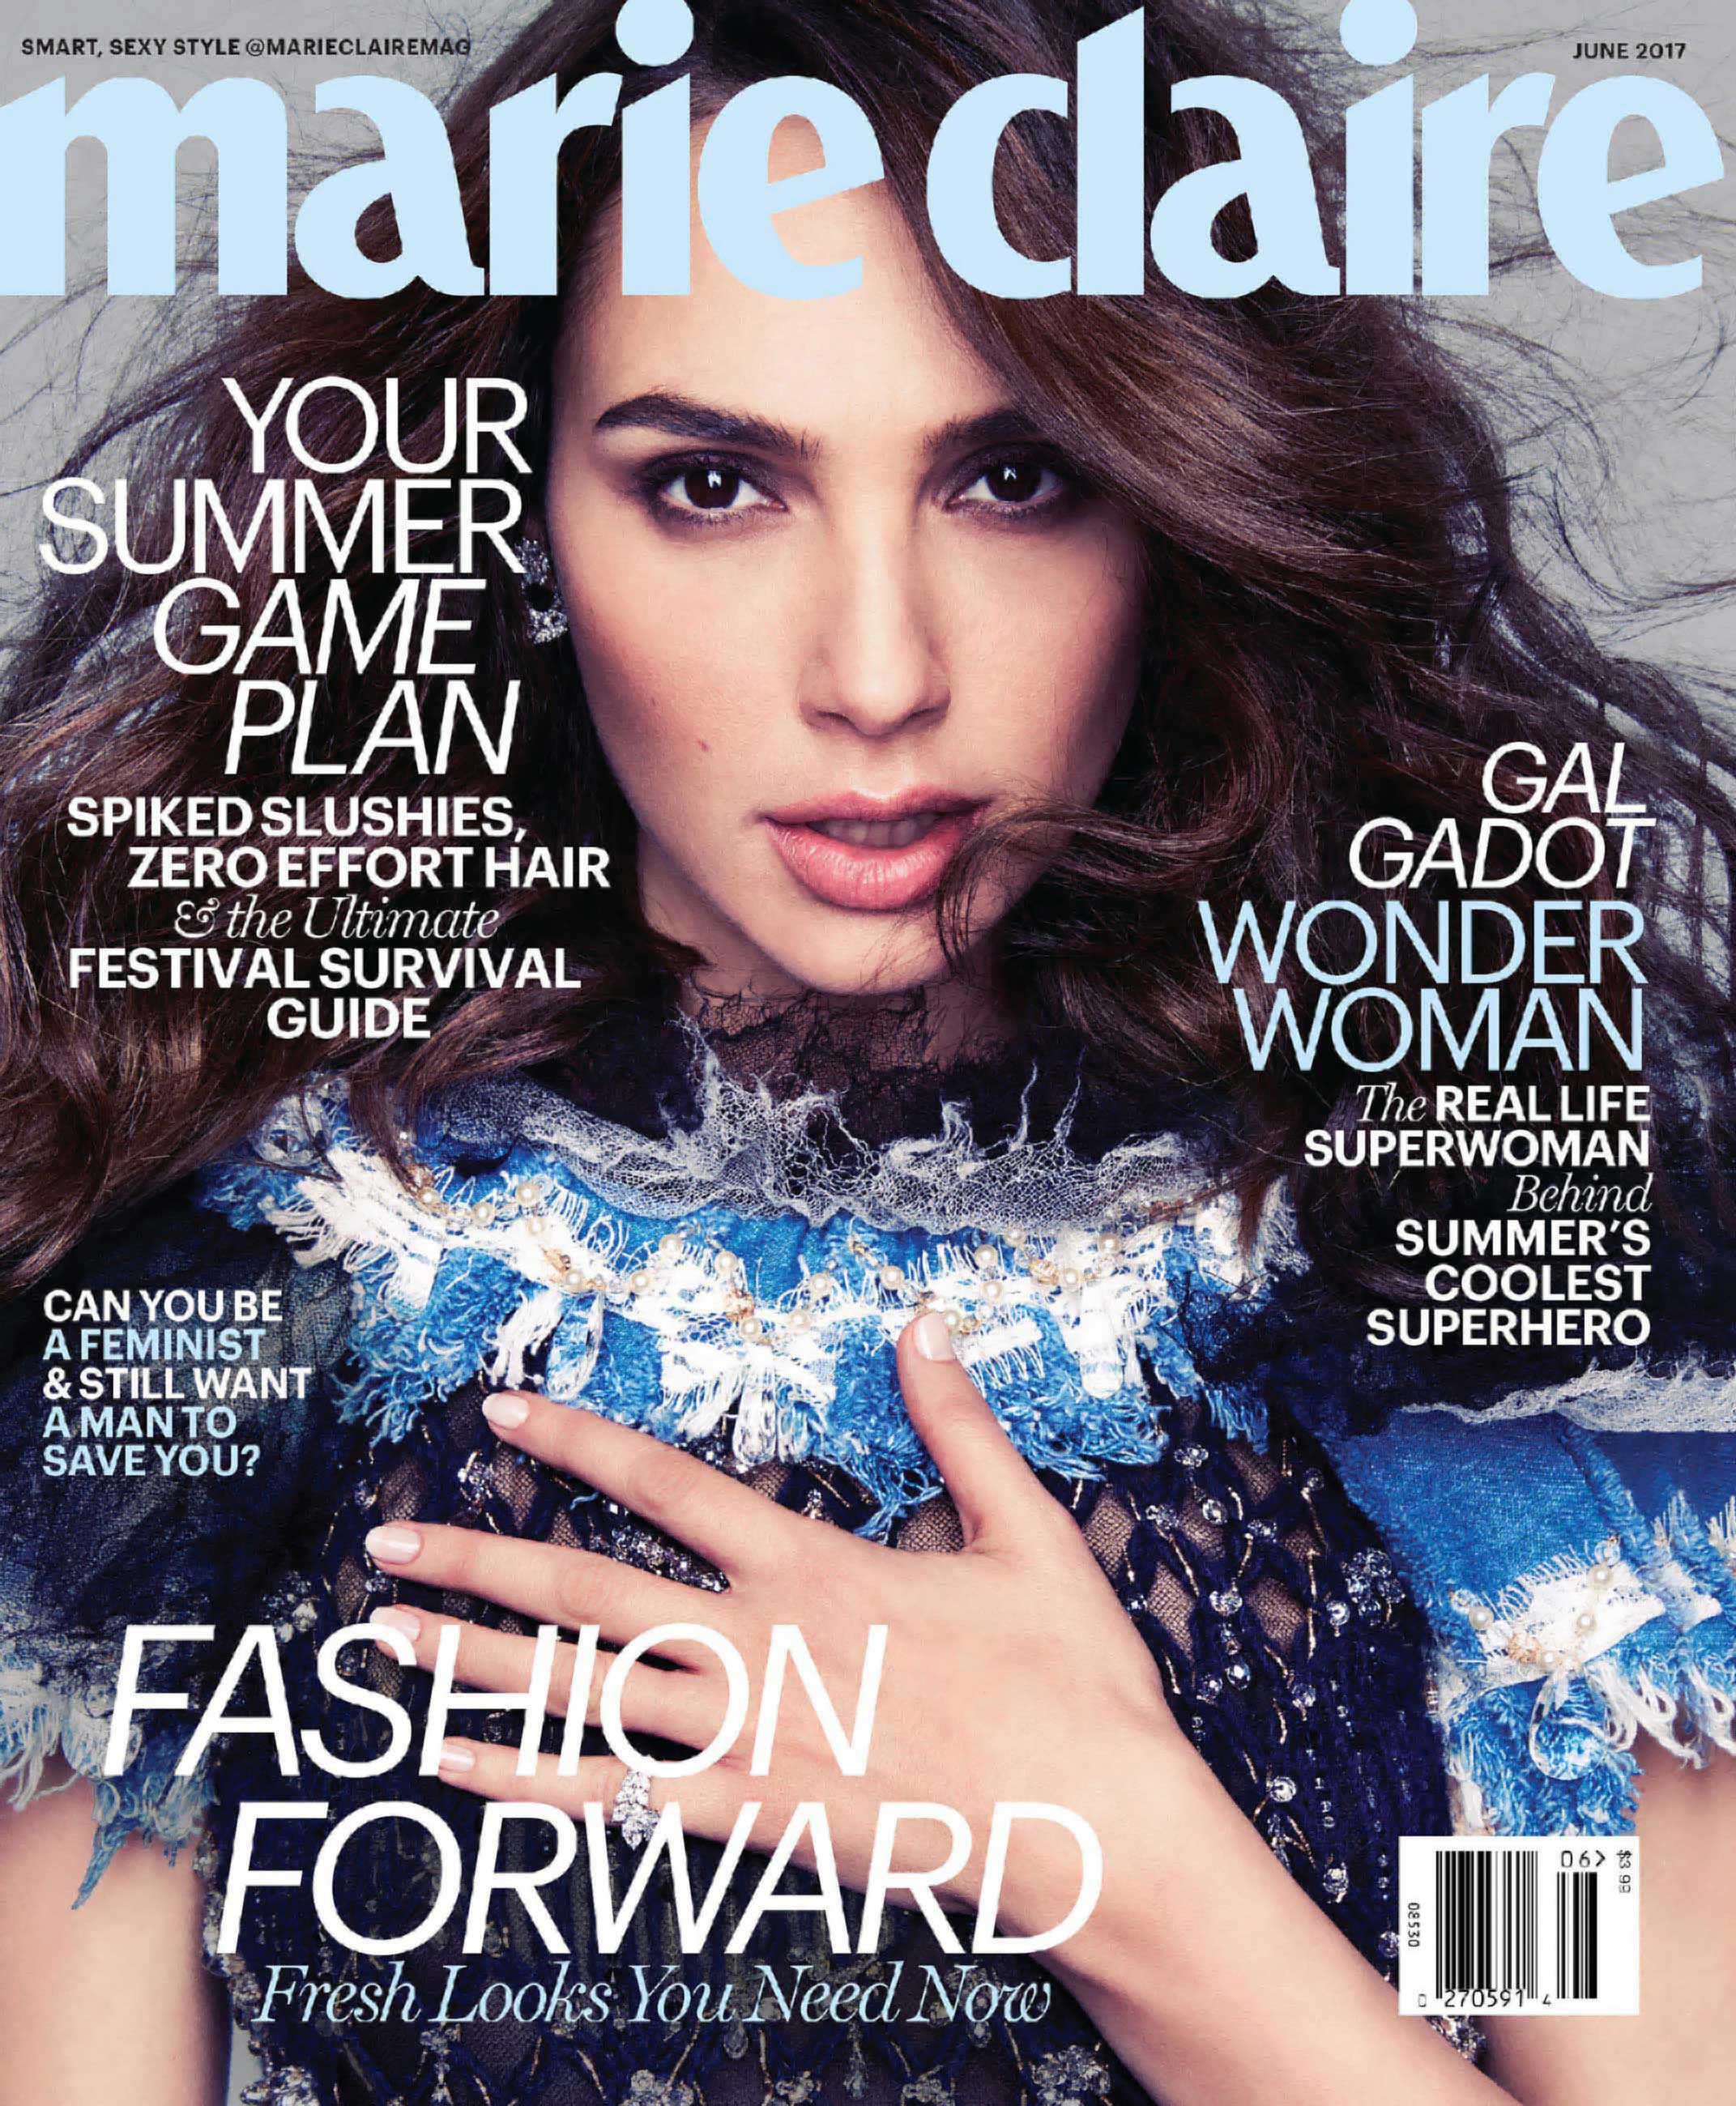 SMART, SEXY STYLE @MARIECLAIREMAG
JUNE 2017
marie claire
YOUR
SUMMER
GAME
PLAN
SPIKED SLUSHIES,
ZERO EFFORT HAIR
& the Ultimate
FESTIVAL SURVIVAL
GUIDE
GAL
GADOT
WONDER
WOMAN
The REAL LIFE
SUPERWOMAN
Behind
SUMMER'S
COOLEST
SUPERHERO
CAN YOU BE
A FEMINIST
& STILL WANT
A MAN TO
SAVE YOU?
FASHION
FORWARD
Fresh Looks You Need Now
06>
$3.99
08530
0 270591 4